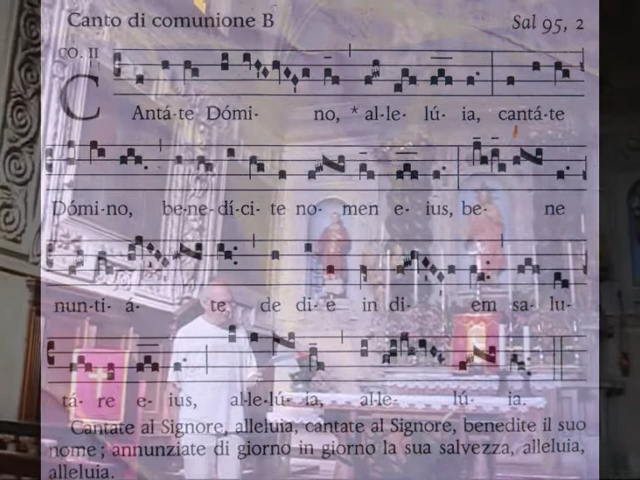 Canto di comunione B Sal 95, 2
CO. II
CAntá-te Dómi- no, * al-le- lú- ia, cantá-te
Dómi-no, be-ne-dí-ci- te no- men e- ius, be- ne
nun-ti- á- te de di- e in di- em sa- lu-
tá- re e- ius, al-le-lú- ia, al-le- lú- ia.
Cantate al Signore, alleluia, cantate al Signore, benedite il suo
nome; annunziate di giorno in giorno la sua salvezza, alleluia,
alleluia.